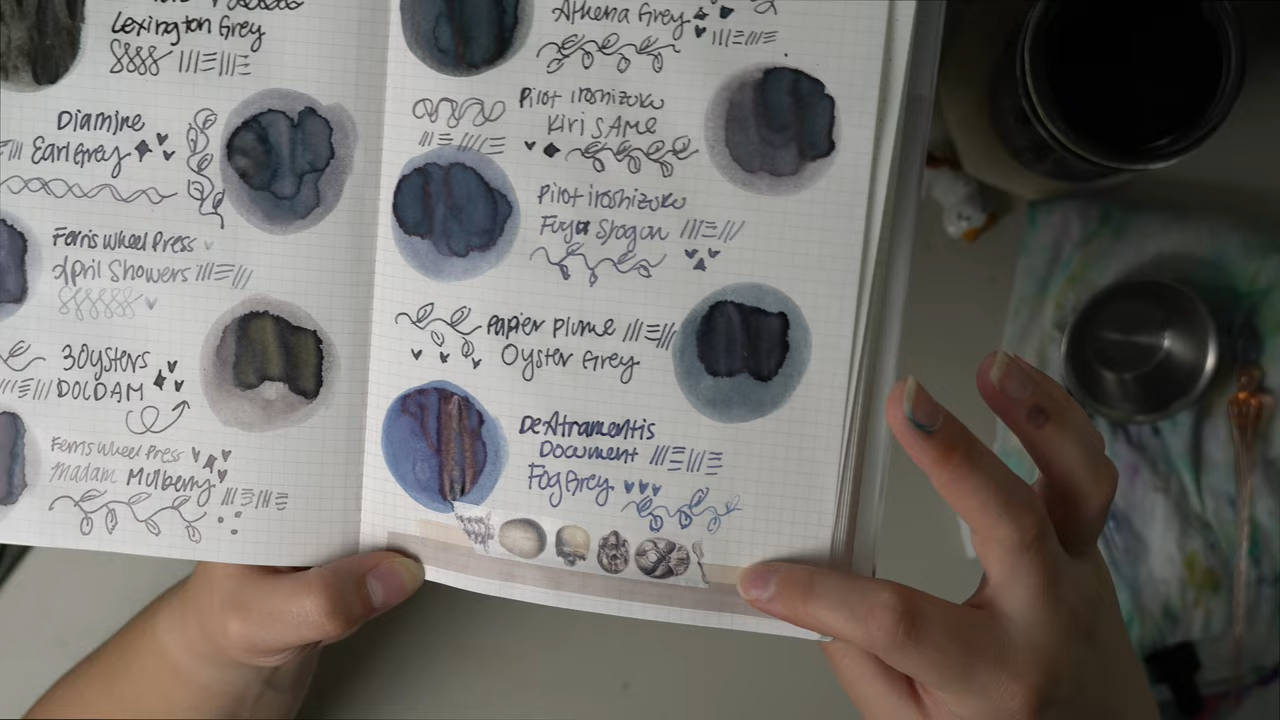 Lexington Grey
Diamine
Earl Grey
Ferris Wheel Press
April Showers
3Oysters
DOLDAM
Ferris Wheel Press
Madam Mulberry
Athena Grey
Pilot iroshizuku
Kiri SAMe
Pilot iroshizuku
Fuyu Syogun
Papier Plume
Oyster Grey
DeAtramentis
Document
Fog Grey